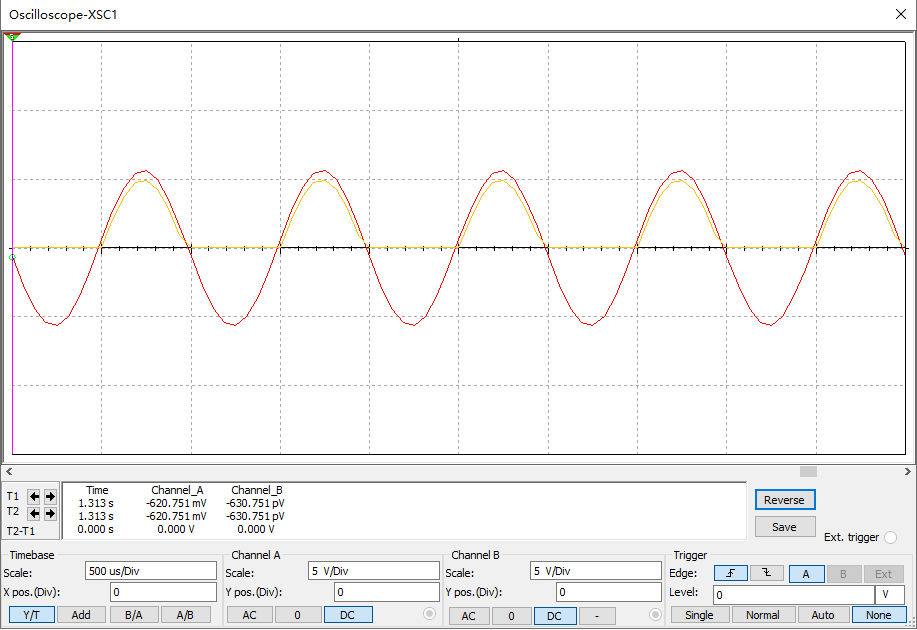 Oscilloscope-XSC1
T1
T2
T2-T1
Time Channel_A Channel_B
1.313 s -620.751 mV -630.751 pV
1.313 s -620.751 mV -630.751 pV
0.000 s 0.000 V 0.000 V
Reverse
Save
Ext. trigger
Timebase
Scale: 500 us/Div
X pos.(Div): 0
Y/T Add B/A A/B
Channel A
Scale: 5 V/Div
Y pos.(Div): 0
AC 0 DC
Channel B
Scale: 5 V/Div
Y pos.(Div): 0
AC 0 DC -
Trigger
Edge: A B Ext
Level: 0 V
Single Normal Auto None